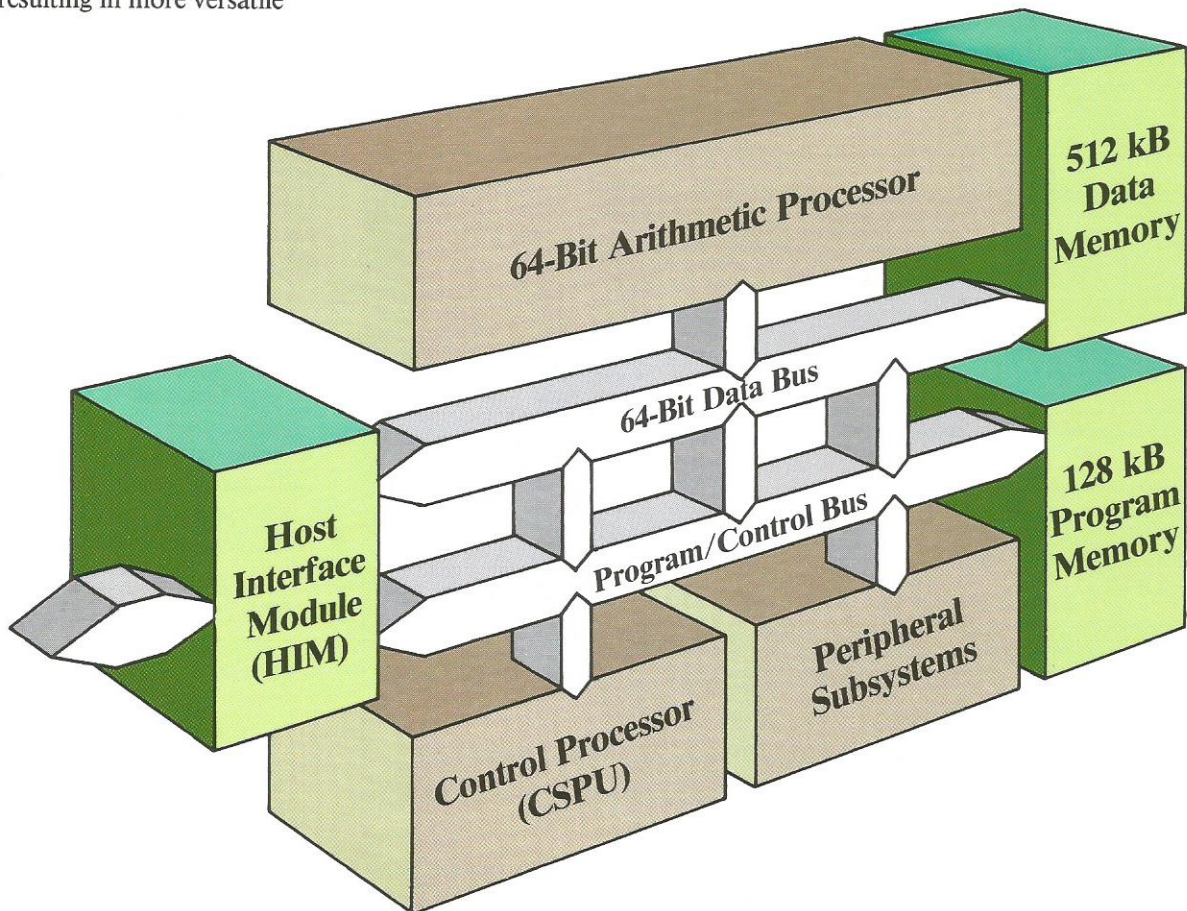 resulting in more versatile
64-Bit Arithmetic Processor
512 kB
Data
Memory
64-Bit Data Bus
Host
Interface
Module
(HIM)
Program/Control Bus
128 kB
Program
Memory
Control Processor
(CSPU)
Peripheral
Subsystems